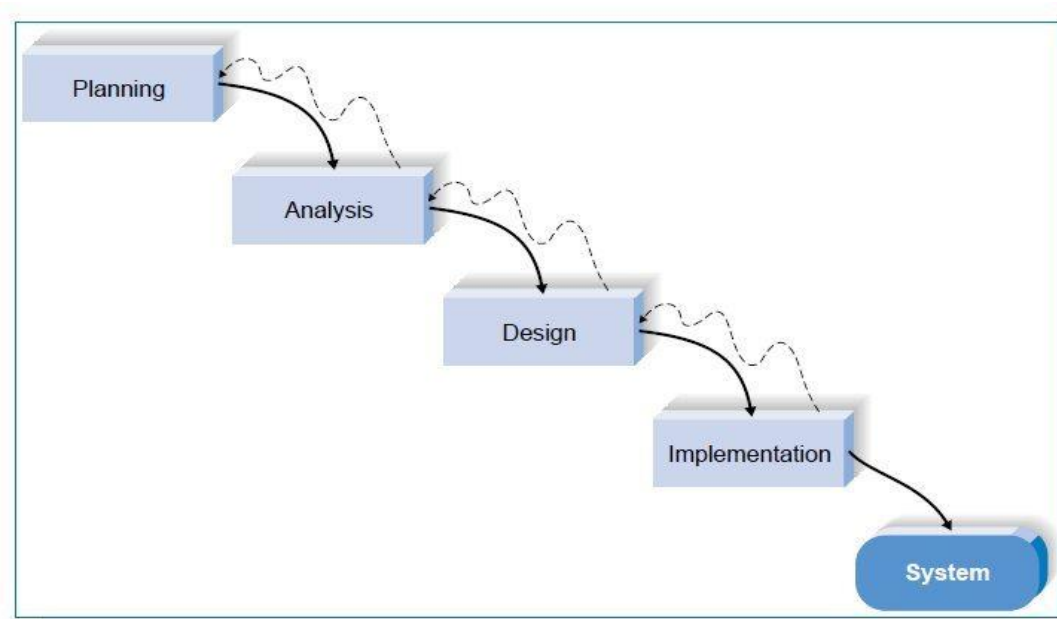 Planning
Analysis
Design
Implementation
System